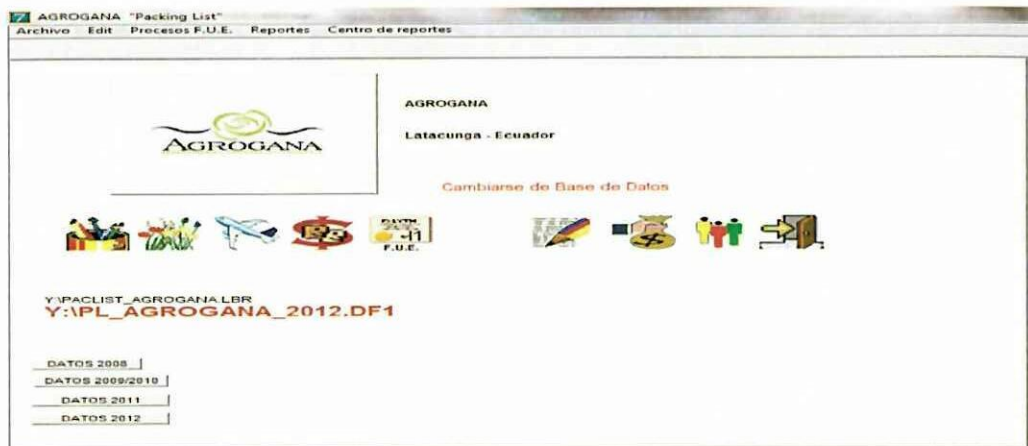 AGROGANA "Packing List"
Archivo Edit Procesos F.U.E. Reportes Centro de reportes
AGROGANA
AGROGANA
Latacunga - Ecuador
Cambiarse de Base de Datos
F.U.E.
Y:\PACLIST_AGROGANA.LBR
Y:\PL_AGROGANA_2012.DF1
DATOS 2008
DATOS 2009/2010
DATOS 2011
DATOS 2012